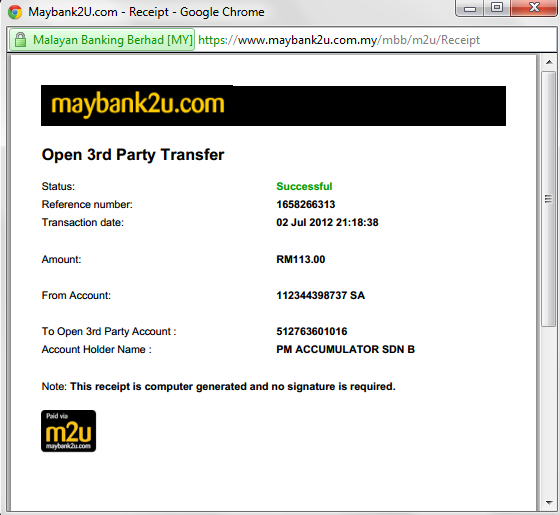 Maybank2U.com - Receipt - Google Chrome
Malayan Banking Berhad [MY] https://www.maybank2u.com.my/mbb/m2u/Receipt
maybank2u.com
Open 3rd Party Transfer
Status: Successful
Reference number: 1658266313
Transaction date: 02 Jul 2012 21:18:38
Amount: RM113.00
From Account: 112344398737 SA
To Open 3rd Party Account : 512763601016
Account Holder Name : PM ACCUMULATOR SDN B
Note: This receipt is computer generated and no signature is required.
Paid via
m2u
maybank2u.com